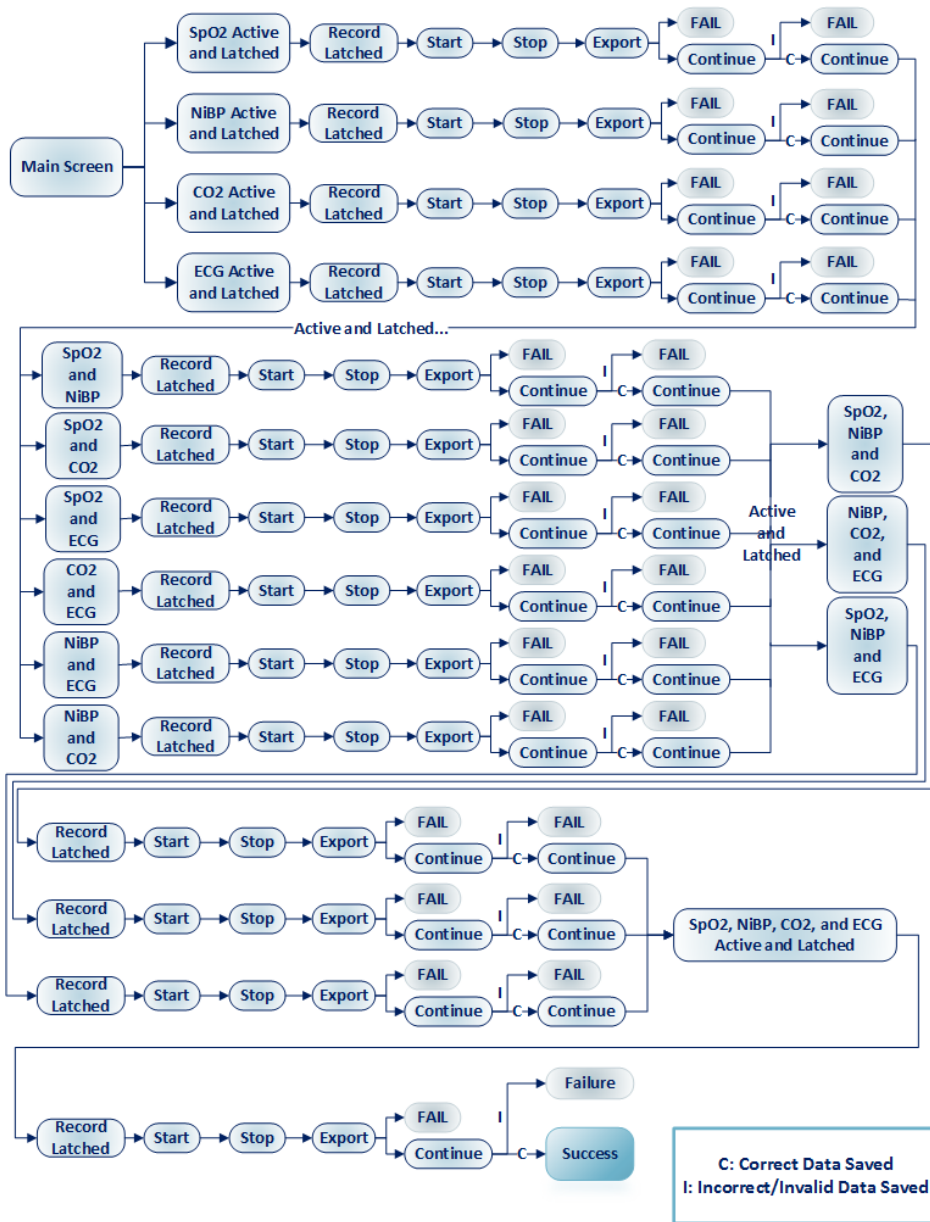 SpO2 Active
and Latched
Record
Latched
Start
Stop
Export
FAIL
Continue
I
C
FAIL
Continue
NiBP Active
and Latched
Record
Latched
Start
Stop
Export
FAIL
Continue
I
C
FAIL
Continue
Main Screen
CO2 Active
and Latched
Record
Latched
Start
Stop
Export
FAIL
Continue
I
C
FAIL
Continue
ECG Active
and Latched
Record
Latched
Start
Stop
Export
FAIL
Continue
I
C
FAIL
Continue
Active and Latched...
SpO2
and
NiBP
Record
Latched
Start
Stop
Export
FAIL
Continue
I
C
FAIL
Continue
SpO2
and
CO2
Record
Latched
Start
Stop
Export
FAIL
Continue
I
C
FAIL
Continue
SpO2
and
ECG
Record
Latched
Start
Stop
Export
FAIL
Continue
I
C
FAIL
Continue
CO2
and
ECG
Record
Latched
Start
Stop
Export
FAIL
Continue
I
C
FAIL
Continue
NiBP
and
ECG
Record
Latched
Start
Stop
Export
FAIL
Continue
I
C
FAIL
Continue
NiBP
and
CO2
Record
Latched
Start
Stop
Export
FAIL
Continue
I
C
FAIL
Continue
Active
and
Latched
SpO2,
NiBP
and
CO2
NiBP,
CO2,
and
ECG
SpO2,
NiBP
and
ECG
Record
Latched
Start
Stop
Export
FAIL
Continue
I
C
FAIL
Continue
Record
Latched
Start
Stop
Export
FAIL
Continue
I
C
FAIL
Continue
Record
Latched
Start
Stop
Export
FAIL
Continue
I
C
FAIL
Continue
SpO2, NiBP, CO2, and ECG
Active and Latched
Record
Latched
Start
Stop
Export
FAIL
Continue
I
C
Failure
Success
C: Correct Data Saved
I: Incorrect/Invalid Data Saved